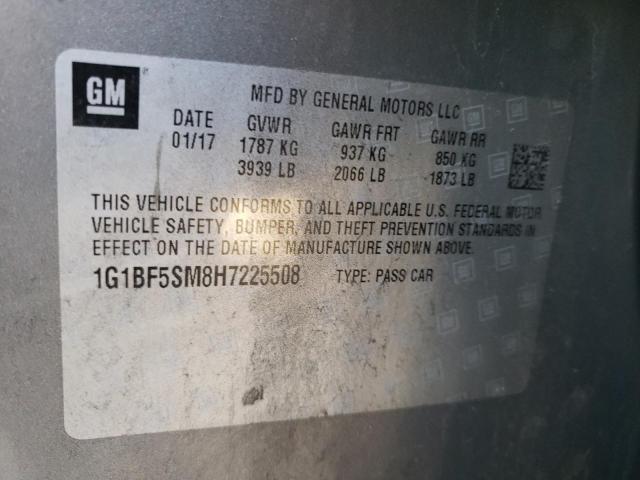 GM
MFD BY GENERAL MOTORS LLC
DATE GVWR GAWR FRT GAWR RR
01/17 1787 KG 937 KG 850 KG
3939 LB 2066 LB 1873 LB
THIS VEHICLE CONFORMS TO ALL APPLICABLE U.S. FEDERAL MOTOR
VEHICLE SAFETY, BUMPER, AND THEFT PREVENTION STANDARDS IN
EFFECT ON THE DATE OF MANUFACTURE SHOWN ABOVE.
1G1BF5SM8H7225508 TYPE: PASS CAR